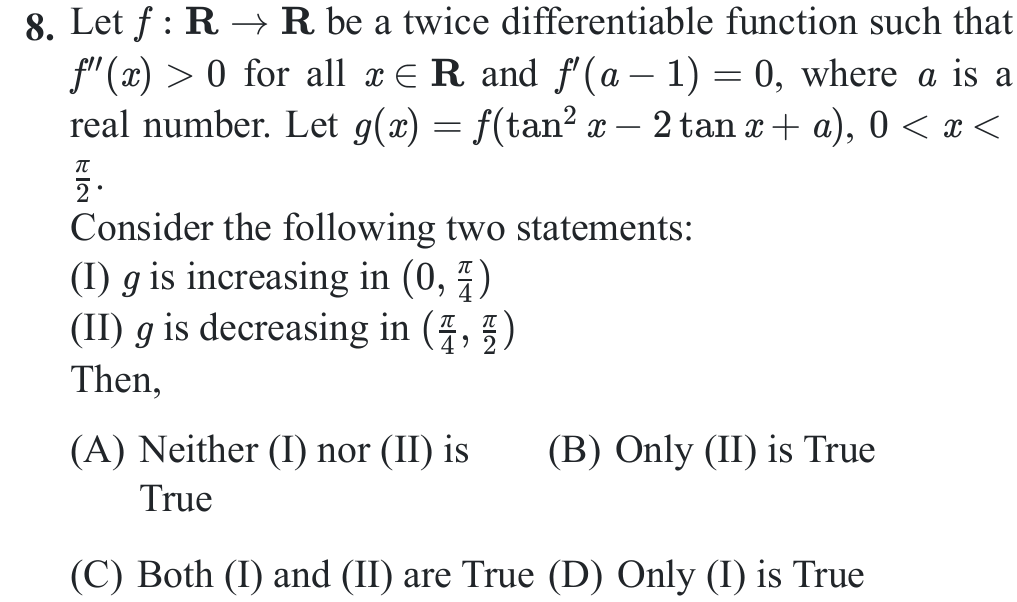 8. Let f : R → R be a twice differentiable function such that
f''(x) > 0 for all x ∈ R and f'(a − 1) = 0, where a is a
real number. Let g(x) = f(tan² x − 2 tan x + a), 0 < x <
π/2.
Consider the following two statements:
(I) g is increasing in (0, π/4)
(II) g is decreasing in (π/4, π/2)
Then,
(A) Neither (I) nor (II) is True (B) Only (II) is True
(C) Both (I) and (II) are True (D) Only (I) is True